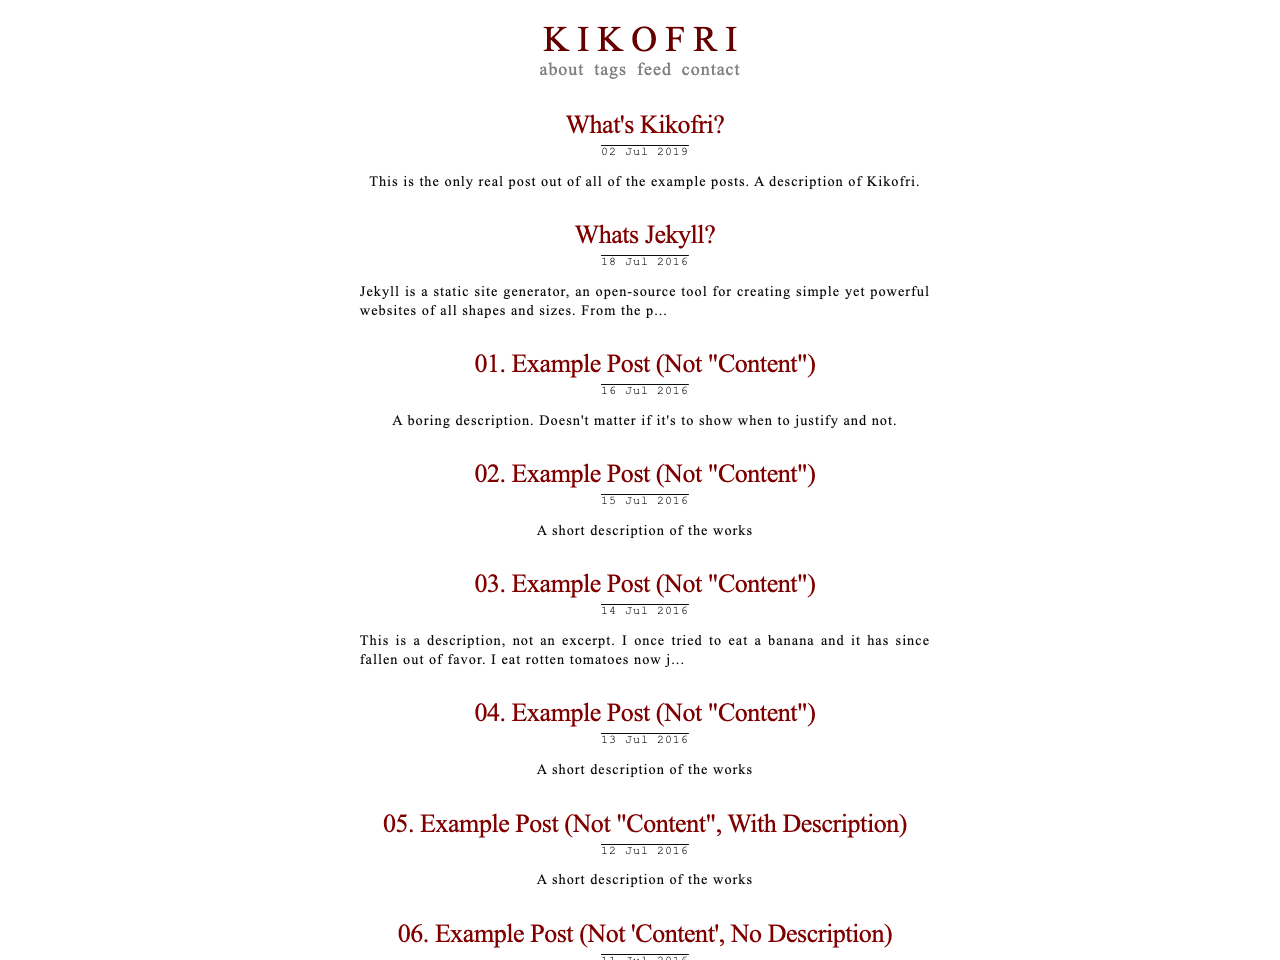 KIKOFRI
about tags feed contact
What's Kikofri?
02 Jul 2019
This is the only real post out of all of the example posts. A description of Kikofri.
Whats Jekyll?
18 Jul 2016
Jekyll is a static site generator, an open-source tool for creating simple yet powerful
websites of all shapes and sizes. From the p...
01. Example Post (Not "Content")
16 Jul 2016
A boring description. Doesn't matter if it's to show when to justify and not.
02. Example Post (Not "Content")
15 Jul 2016
A short description of the works
03. Example Post (Not "Content")
14 Jul 2016
This is a description, not an excerpt. I once tried to eat a banana and it has since
fallen out of favor. I eat rotten tomatoes now j...
04. Example Post (Not "Content")
13 Jul 2016
A short description of the works
05. Example Post (Not "Content", With Description)
12 Jul 2016
A short description of the works
06. Example Post (Not 'Content', No Description)
11 Jul 2016